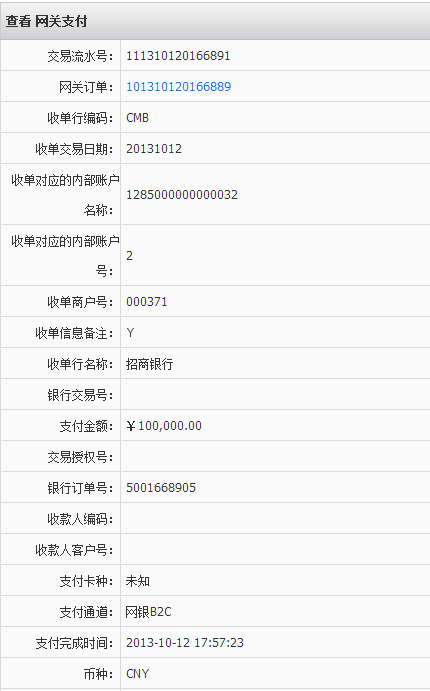 查看 网关支付
交易流水号： 111310120166891
网关订单： 101310120166889
收单行编码： CMB
收单交易日期： 20131012
收单对应的内部账户
名称： 1285000000000032
收单对应的内部账户
号： 2
收单商户号： 000371
收单信息备注： Y
收单行名称： 招商银行
银行交易号：
支付金额： ￥100,000.00
交易授权号：
银行订单号： 5001668905
收款人编码：
收款人客户号：
支付卡种： 未知
支付通道： 网银B2C
支付完成时间： 2013-10-12 17:57:23
币种： CNY